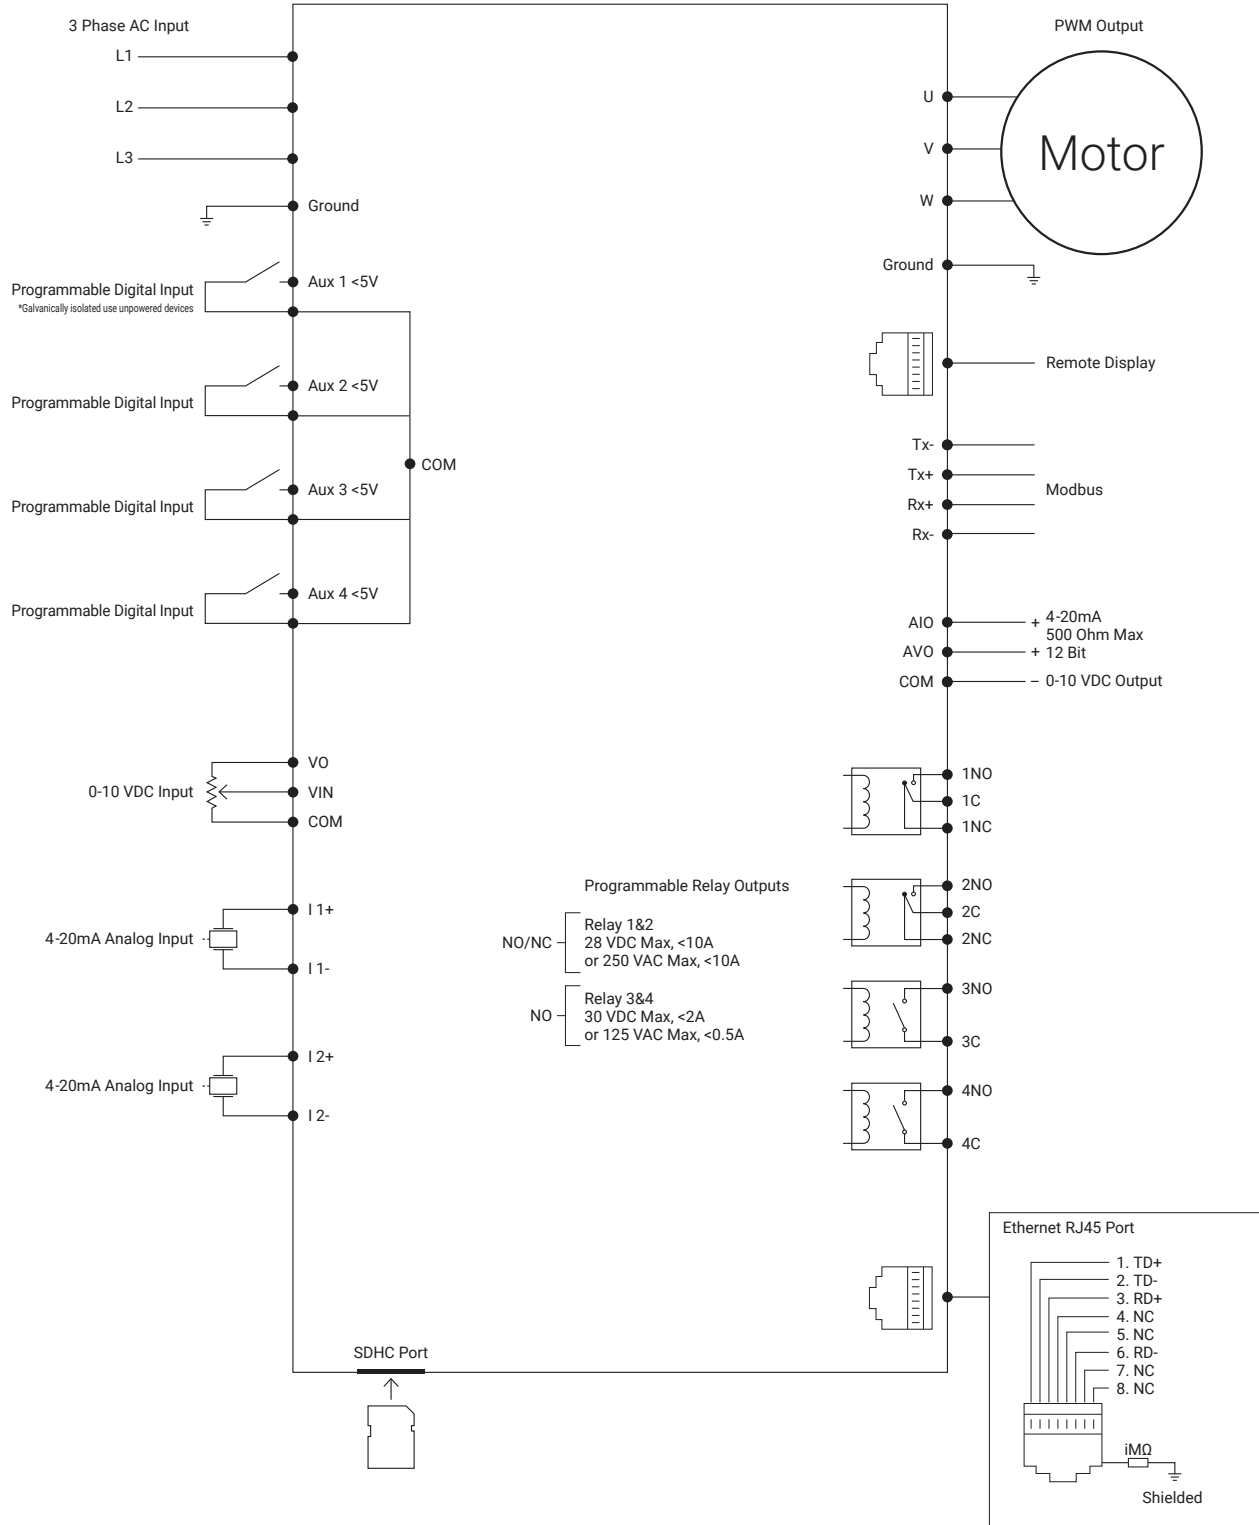 3 Phase AC Input
L1
L2
L3
Ground
Programmable Digital Input
*Galvanically isolated use unpowered devices
Aux 1 <5V
Programmable Digital Input
Aux 2 <5V
COM
Programmable Digital Input
Aux 3 <5V
Programmable Digital Input
Aux 4 <5V
0-10 VDC Input
VO
VIN
COM
4-20mA Analog Input
I 1+
I 1-
4-20mA Analog Input
I 2+
I 2-
SDHC Port
Programmable Relay Outputs
NO/NC
Relay 1&2
28 VDC Max, <10A
or 250 VAC Max, <10A
NO
Relay 3&4
30 VDC Max, <2A
or 125 VAC Max, <0.5A
PWM Output
U
V
W
Motor
Ground
Remote Display
Tx-
Tx+
Rx+
Rx-
Modbus
AIO + 4-20mA
500 Ohm Max
AVO + 12 Bit
COM − 0-10 VDC Output
1NO
1C
1NC
2NO
2C
2NC
3NO
3C
4NO
4C
Ethernet RJ45 Port
1. TD+
2. TD-
3. RD+
4. NC
5. NC
6. RD-
7. NC
8. NC
iMΩ
Shielded